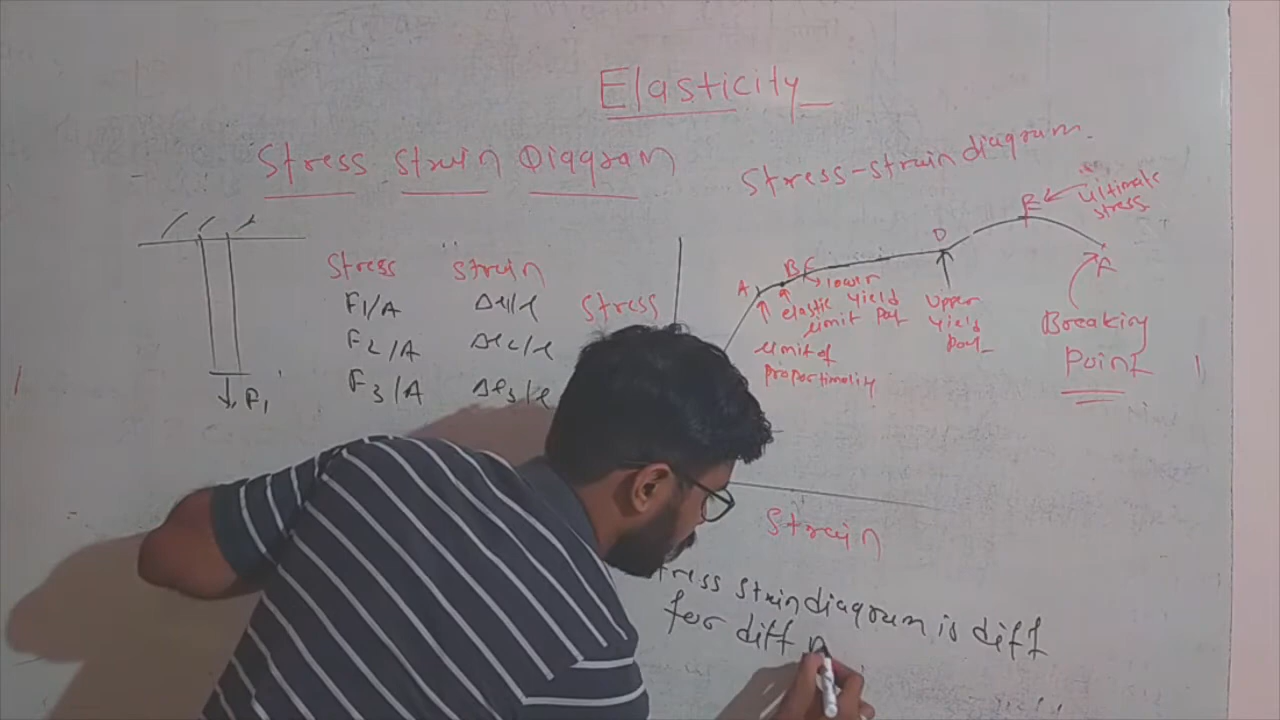 Elasticity
Stress strain Diagram
Stress-strain diagram
Stress strain
F1/A Δl1/l
F2/A Δl2/l
F3/A Δl3/l
F1
Stress
A
B
C
D
E
F
ultimate
stress
lower
yield
point
elastic
limit
Upper
yield
point
limit of
proportionality
Breaking
Point
Strain
tress strain diagram is diff
for diff